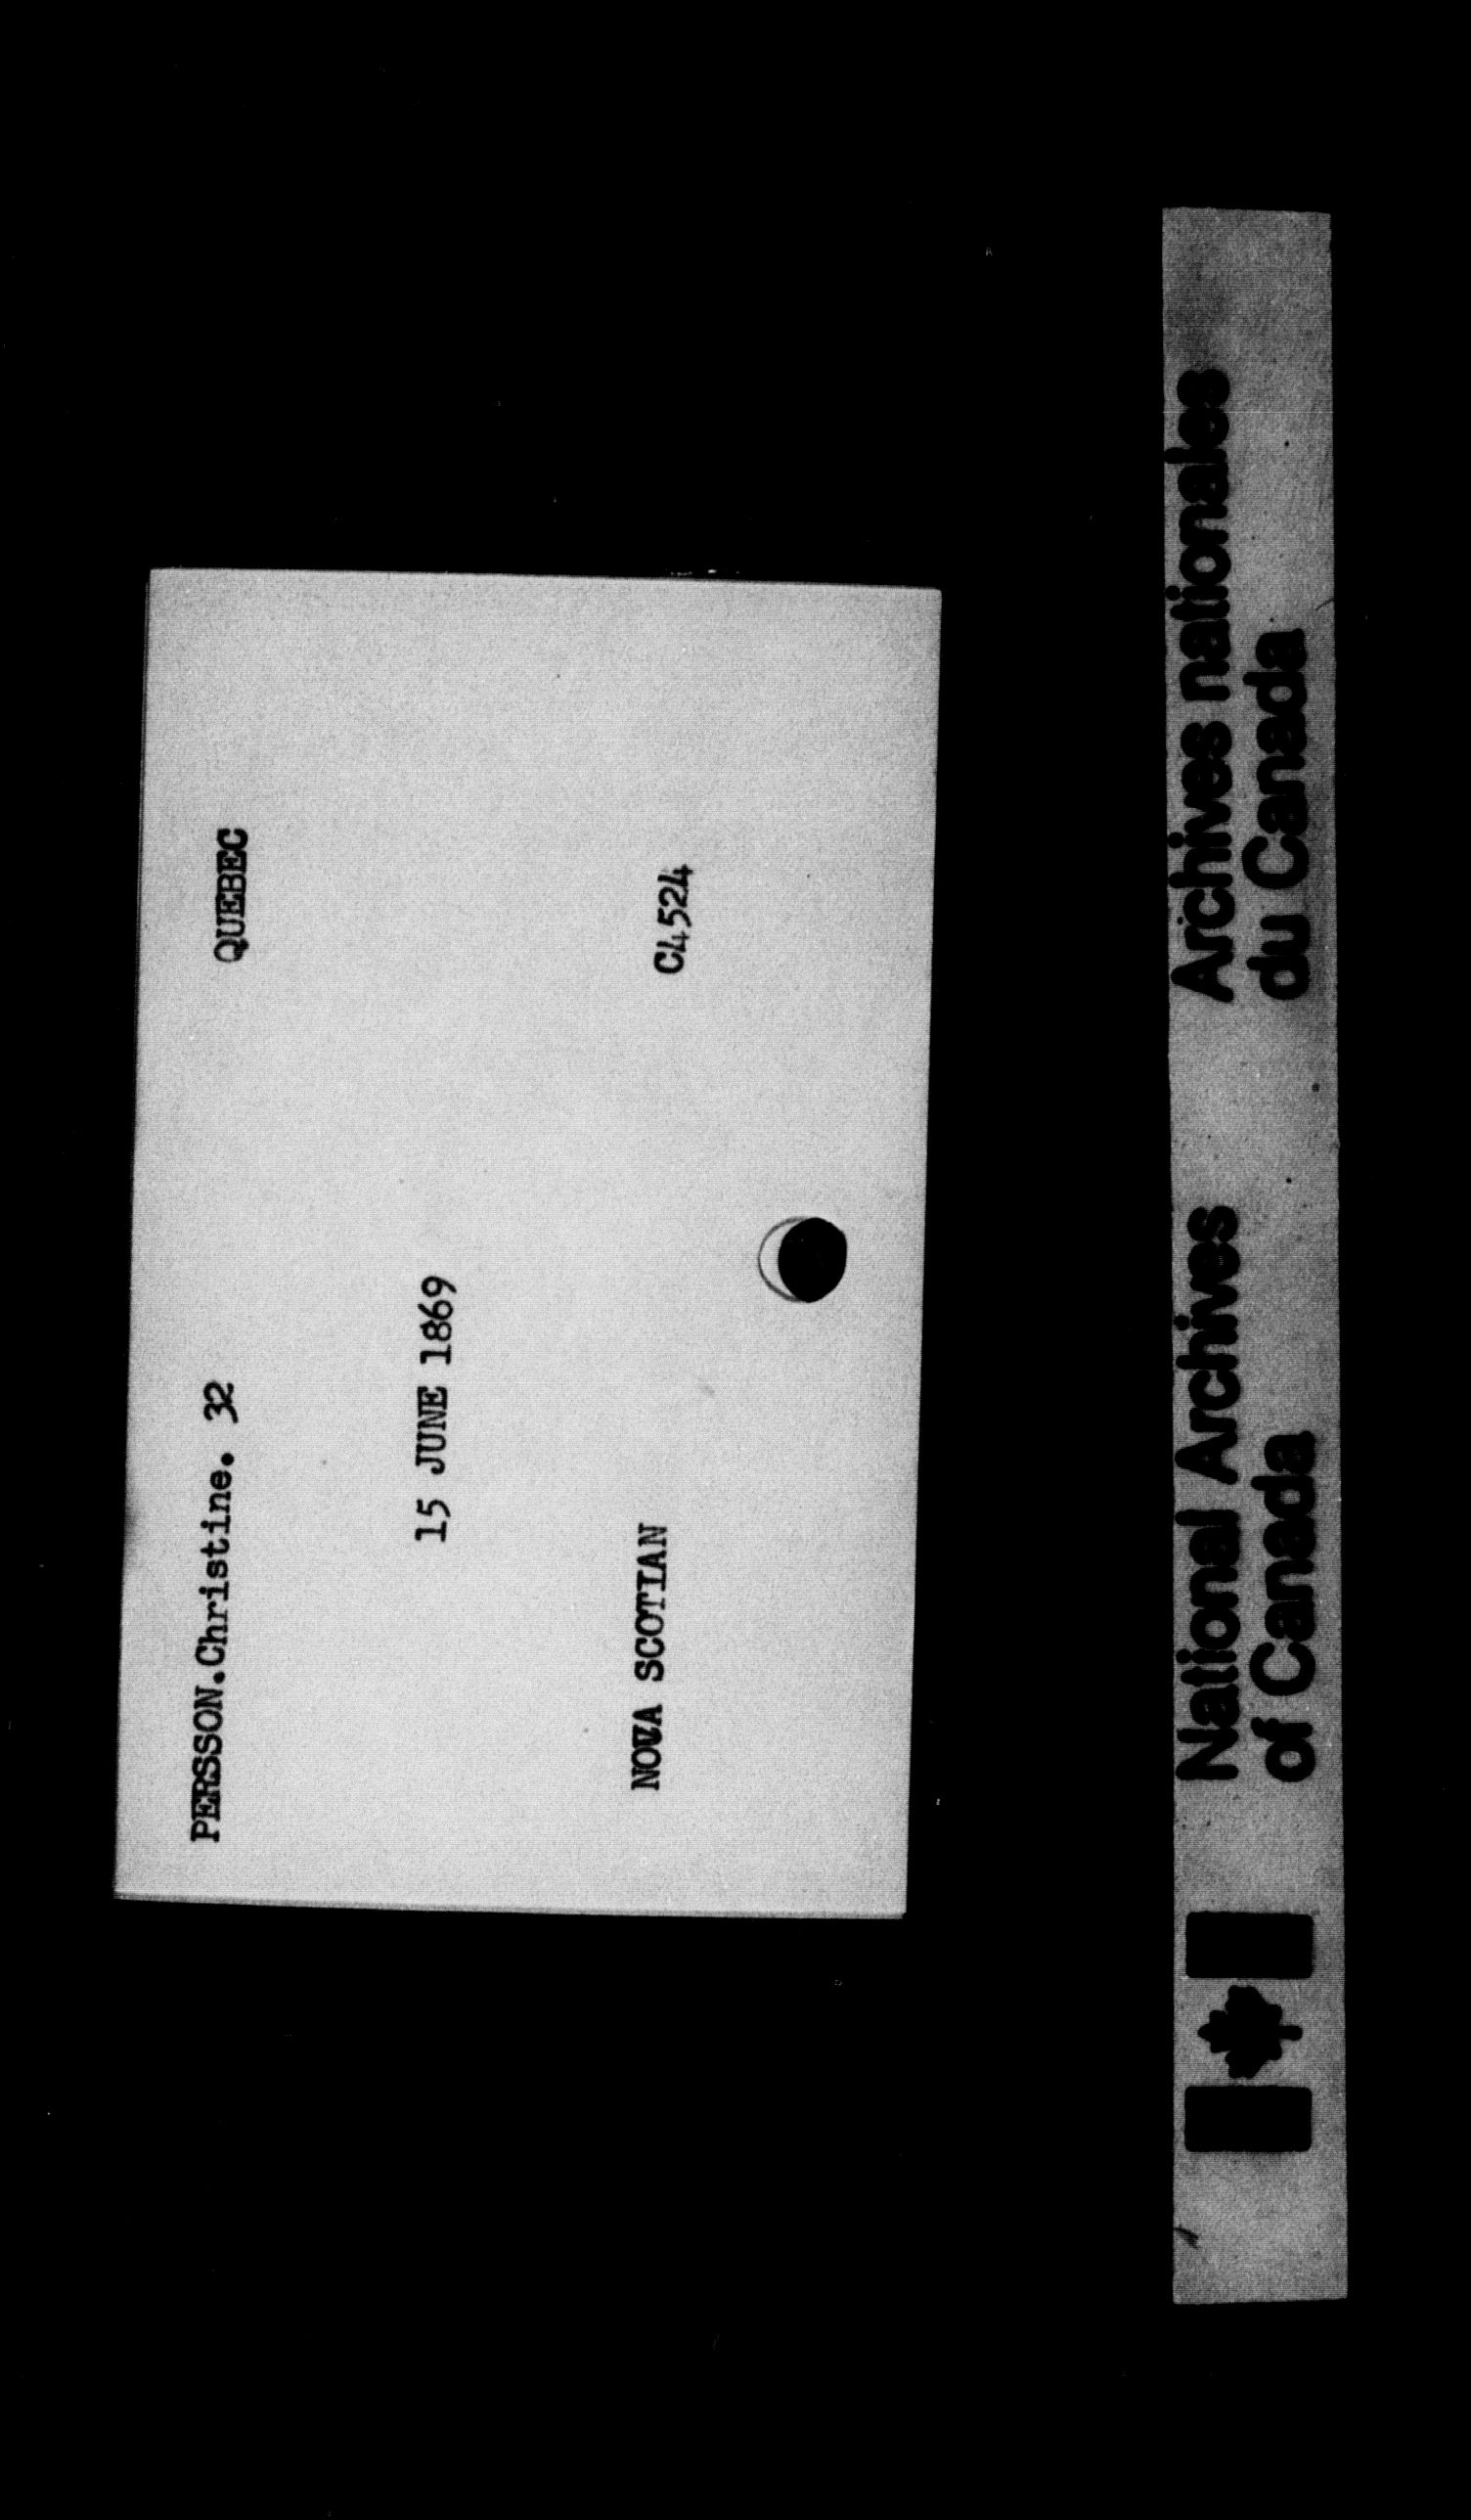 PERSSON.Christine. 32 QUEBEC
15 JUNE 1869
NOVA SCOTIAN C4524
National Archives of Canada
Archives nationales du Canada